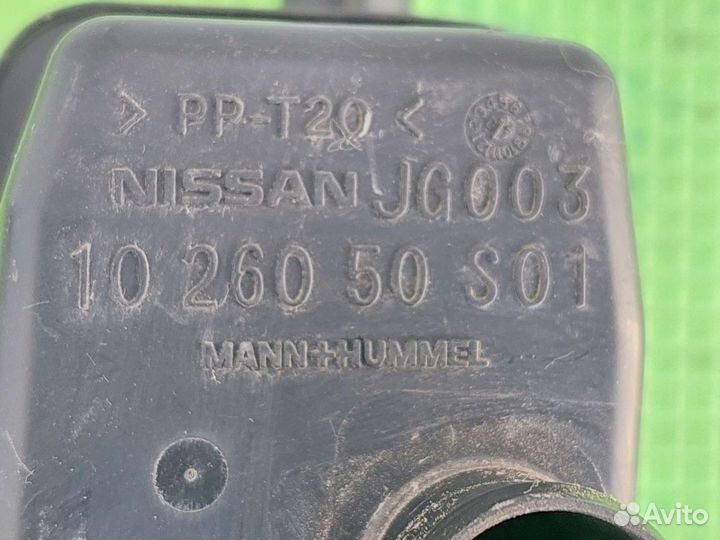 > PP-T20 <
NISSAN JG003
10 260 50 S01
MANN+HUMMEL
Avito